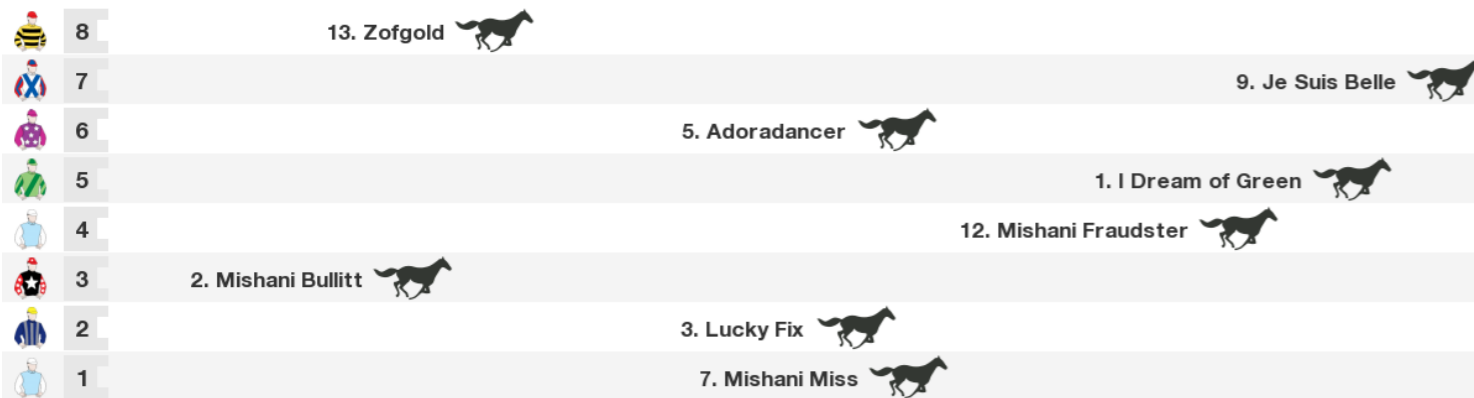 8 13. Zofgold
7 9. Je Suis Belle
6 5. Adoradancer
5 1. I Dream of Green
4 12. Mishani Fraudster
3 2. Mishani Bullitt
2 3. Lucky Fix
1 7. Mishani Miss